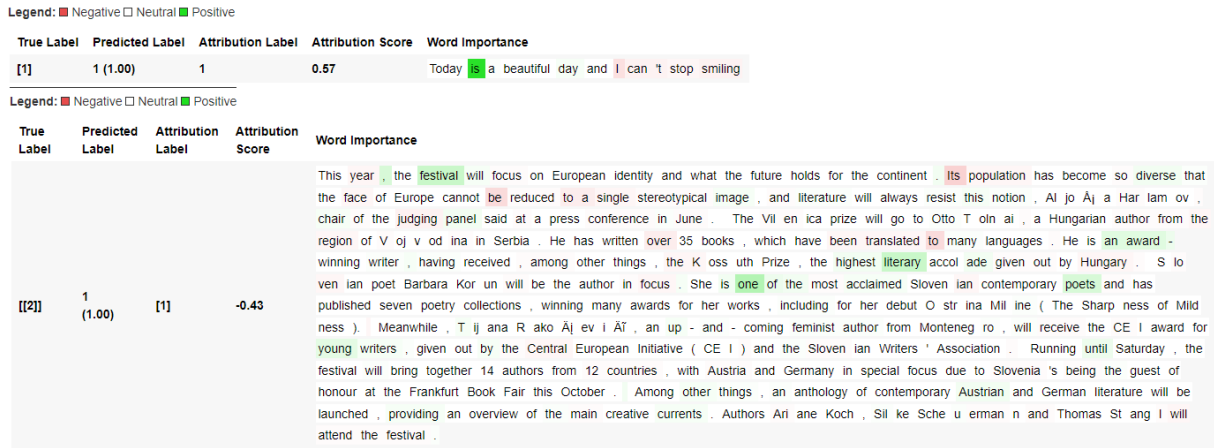 Legend: Negative Neutral Positive
True Label Predicted Label Attribution Label Attribution Score Word Importance
[1] 1 (1.00) 1 0.57 Today is a beautiful day and I can 't stop smiling
Legend: Negative Neutral Positive
True Label Predicted Label Attribution Label Attribution Score Word Importance
[[2]] 1 (1.00) [1] -0.43
This year , the festival will focus on European identity and what the future holds for the continent . Its population has become so diverse that
the face of Europe cannot be reduced to a single stereotypical image , and literature will always resist this notion , Al jo Å¡ a Har lam ov ,
chair of the judging panel said at a press conference in June . The Vil en ica prize will go to Otto T oln ai , a Hungarian author from the
region of V oj v od ina in Serbia . He has written over 35 books , which have been translated to many languages . He is an award -
winning writer , having received , among other things , the K oss uth Prize , the highest literary accol ade given out by Hungary . S lo
ven ian poet Barbara Kor un will be the author in focus . She is one of the most acclaimed Sloven ian contemporary poets and has
published seven poetry collections , winning many awards for her works , including for her debut O str ina Mil ine ( The Sharp ness of Mild
ness ). Meanwhile , T ij ana R ako Äį ev i Äĩ , an up - and - coming feminist author from Monteneg ro , will receive the CE I award for
young writers , given out by the Central European Initiative ( CE I ) and the Sloven ian Writers ' Association . Running until Saturday , the
festival will bring together 14 authors from 12 countries , with Austria and Germany in special focus due to Slovenia 's being the guest of
honour at the Frankfurt Book Fair this October . Among other things , an anthology of contemporary Austrian and German literature will be
launched , providing an overview of the main creative currents . Authors Ari ane Koch , Sil ke Sche u erman n and Thomas St ang l will
attend the festival .